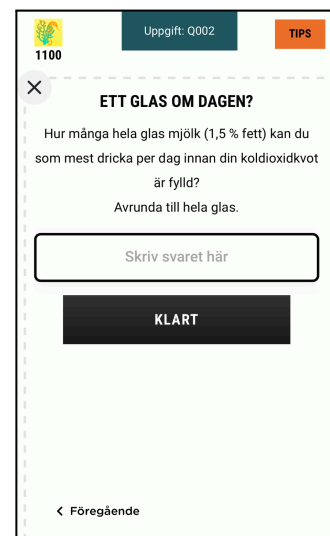 Uppgift: Q002
TIPS
1100
ETT GLAS OM DAGEN?
Hur många hela glas mjölk (1,5 % fett) kan du
som mest dricka per dag innan din koldioxidkvot
är fylld?
Avrunda till hela glas.
Skriv svaret här
KLART
Föregående